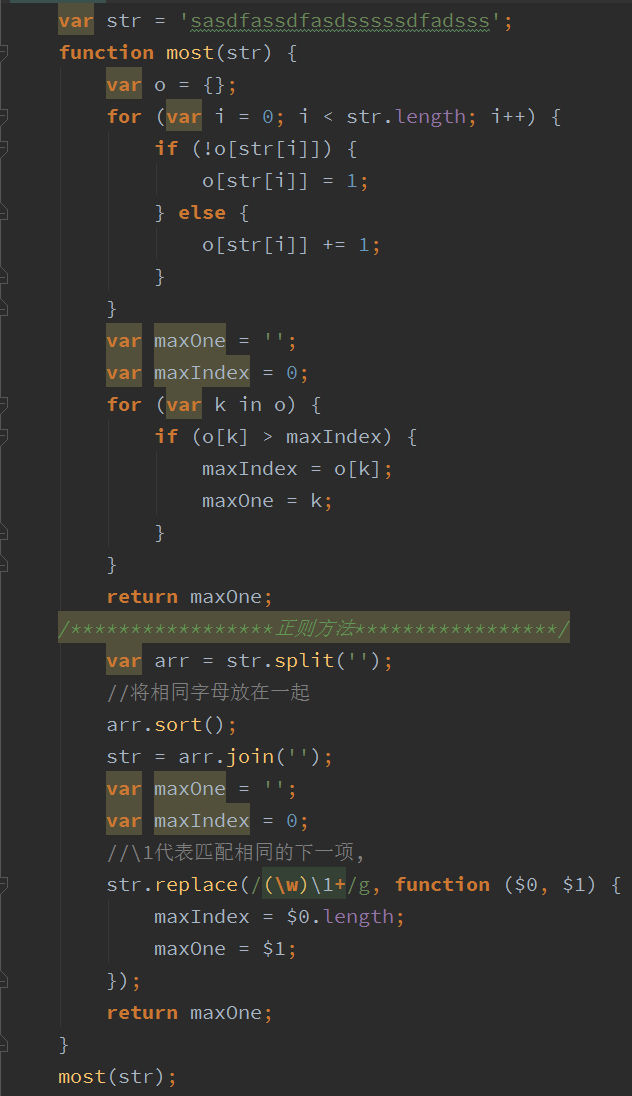 var str = 'sasdfassdfasdsssssdfadsss';
function most(str) {
    var o = {};
    for (var i = 0; i < str.length; i++) {
        if (!o[str[i]]) {
            o[str[i]] = 1;
        } else {
            o[str[i]] += 1;
        }
    }
    var maxOne = '';
    var maxIndex = 0;
    for (var k in o) {
        if (o[k] > maxIndex) {
            maxIndex = o[k];
            maxOne = k;
        }
    }
    return maxOne;
/*****************正则方法*****************/
    var arr = str.split('');
    //将相同字母放在一起
    arr.sort();
    str = arr.join('');
    var maxOne = '';
    var maxIndex = 0;
    //\1代表匹配相同的下一项,
    str.replace(/(\w)\1+/g, function ($0, $1) {
        maxIndex = $0.length;
        maxOne = $1;
    });
    return maxOne;
}
most(str);